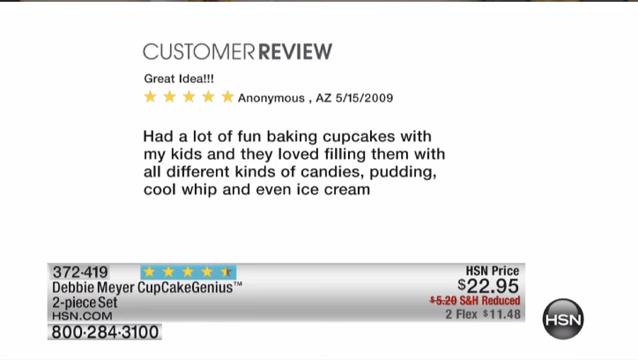 CUSTOMERREVIEW
Great Idea!!!
Anonymous , AZ 5/15/2009
Had a lot of fun baking cupcakes with
my kids and they loved filling them with
all different kinds of candies, pudding,
cool whip and even ice cream
372-419
Debbie Meyer CupCakeGenius™
2-piece Set
HSN.COM
800-284-3100
HSN Price
$22.95
$5.20 S&H Reduced
2 Flex $11.48
HSN